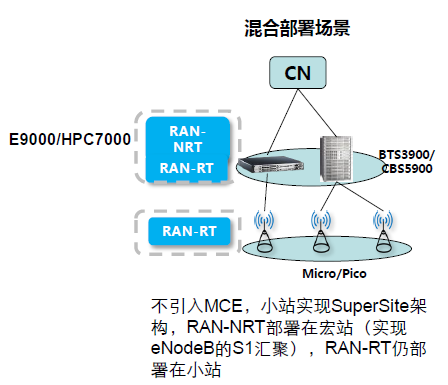 混合部署场景
CN
E9000/HPC7000
RAN-
NRT
RAN-RT
BTS3900/
CBS5900
RAN-RT
Micro/Pico
不引入MCE，小站实现SuperSite架
构，RAN-NRT部署在宏站（实现
eNodeB的S1汇聚），RAN-RT仍部
署在小站